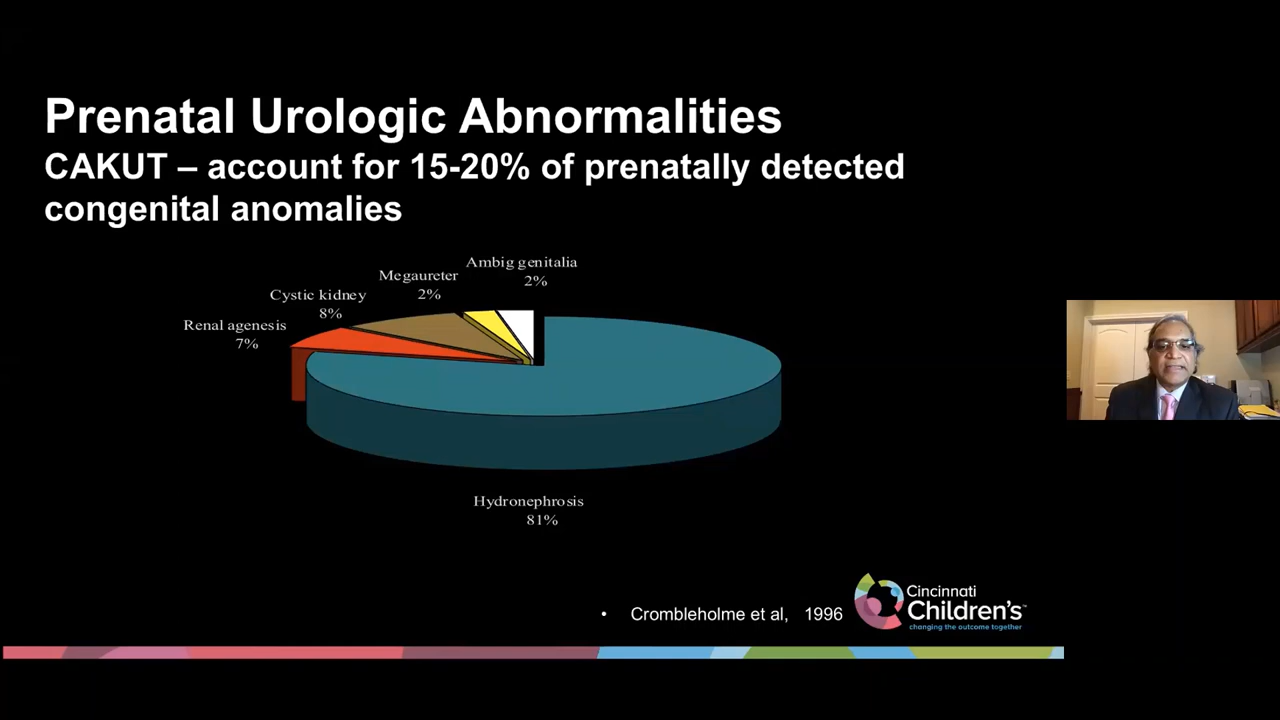 Prenatal Urologic Abnormalities
CAKUT – account for 15-20% of prenatally detected
congenital anomalies
Ambig genitalia
2%
Megaureter
2%
Cystic kidney
8%
Renal agenesis
7%
Hydronephrosis
81%
• Crombleholme et al, 1996
Cincinnati
Children's™
changing the outcome together